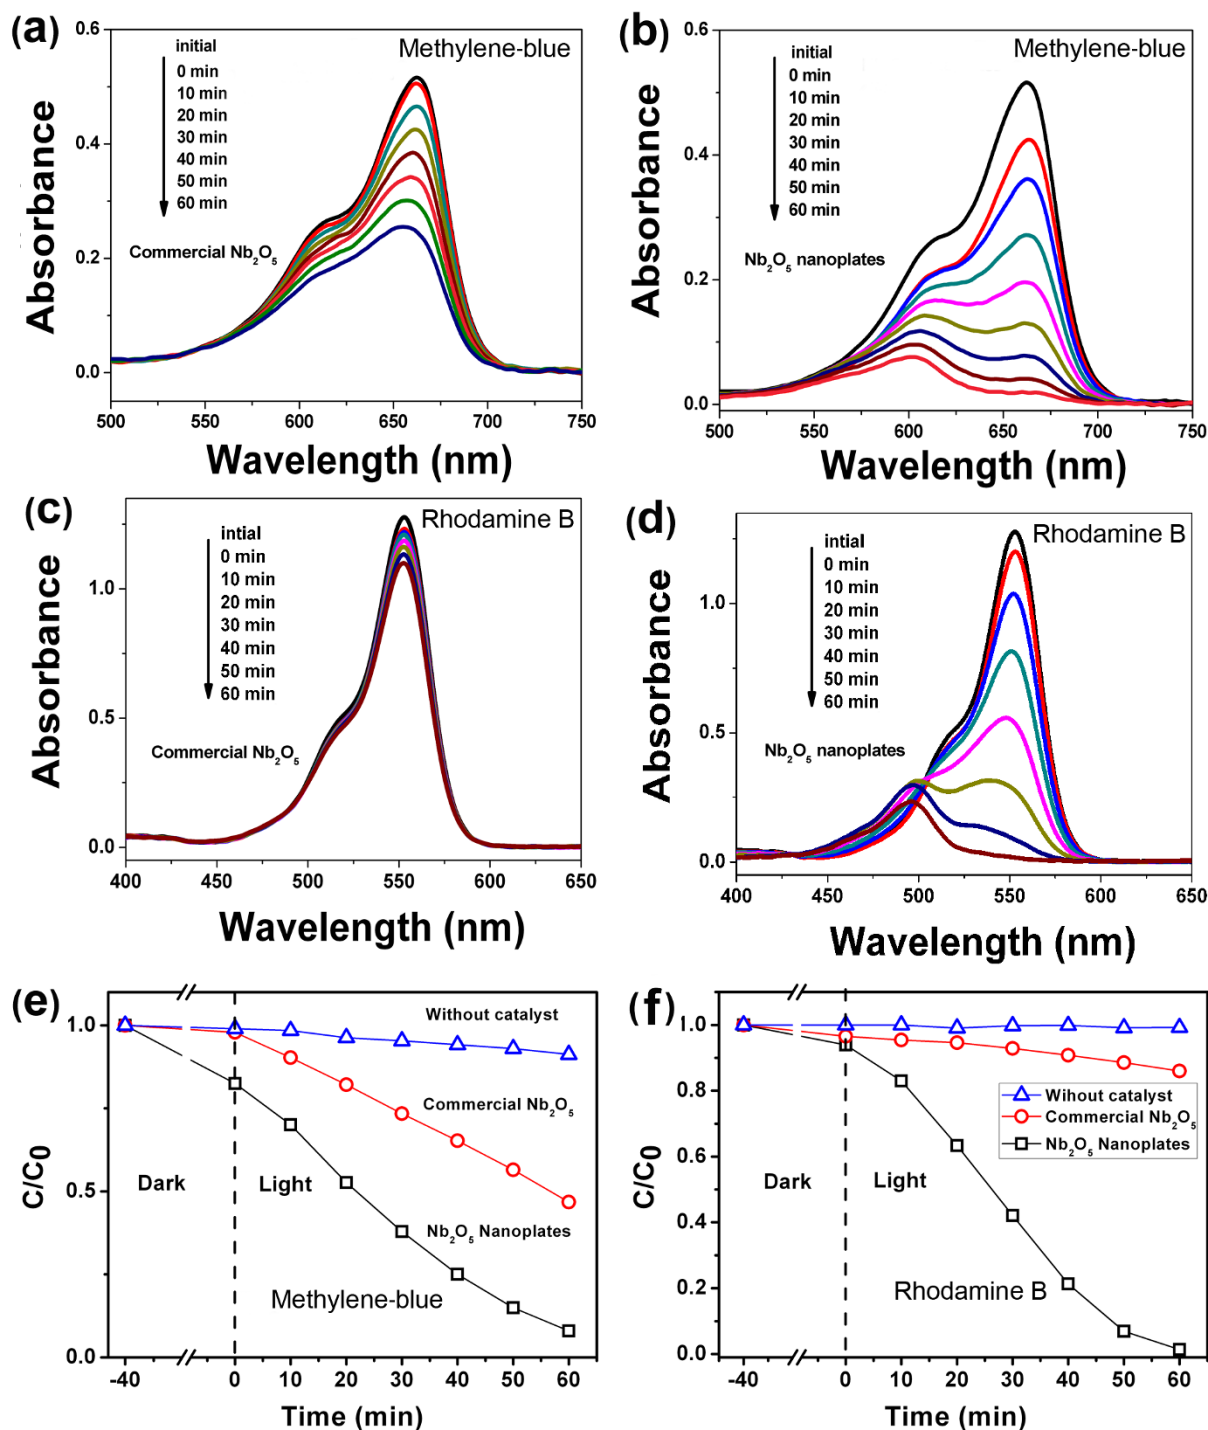 (a)
Methylene-blue
initial
0 min
10 min
20 min
30 min
40 min
50 min
60 min
Commercial Nb₂O₅
Absorbance
0.6
0.4
0.2
0.0
500 550 600 650 700 750
Wavelength (nm)
(b)
Methylene-blue
initial
0 min
10 min
20 min
30 min
40 min
50 min
60 min
Nb₂O₅ nanoplates
Absorbance
0.6
0.4
0.2
0.0
500 550 600 650 700 750
Wavelength (nm)
(c)
Rhodamine B
intial
0 min
10 min
20 min
30 min
40 min
50 min
60 min
Commercial Nb₂O₅
Absorbance
1.0
0.5
0.0
400 450 500 550 600 650
Wavelength (nm)
(d)
Rhodamine B
intial
0 min
10 min
20 min
30 min
40 min
50 min
60 min
Nb₂O₅ nanoplates
Absorbance
1.0
0.5
0.0
400 450 500 550 600 650
Wavelength (nm)
(e)
Without catalyst
Commercial Nb₂O₅
Dark
Light
Nb₂O₅ Nanoplates
Methylene-blue
C/C₀
1.0
0.5
0.0
-40 0 10 20 30 40 50 60
Time (min)
(f)
Wihout catalyst
Commercial Nb₂O₅
Nb₂O₅ Nanoplates
Dark
Light
Rhodamine B
C/C₀
1.0
0.8
0.6
0.4
0.2
0.0
-40 0 10 20 30 40 50 60
Time (min)